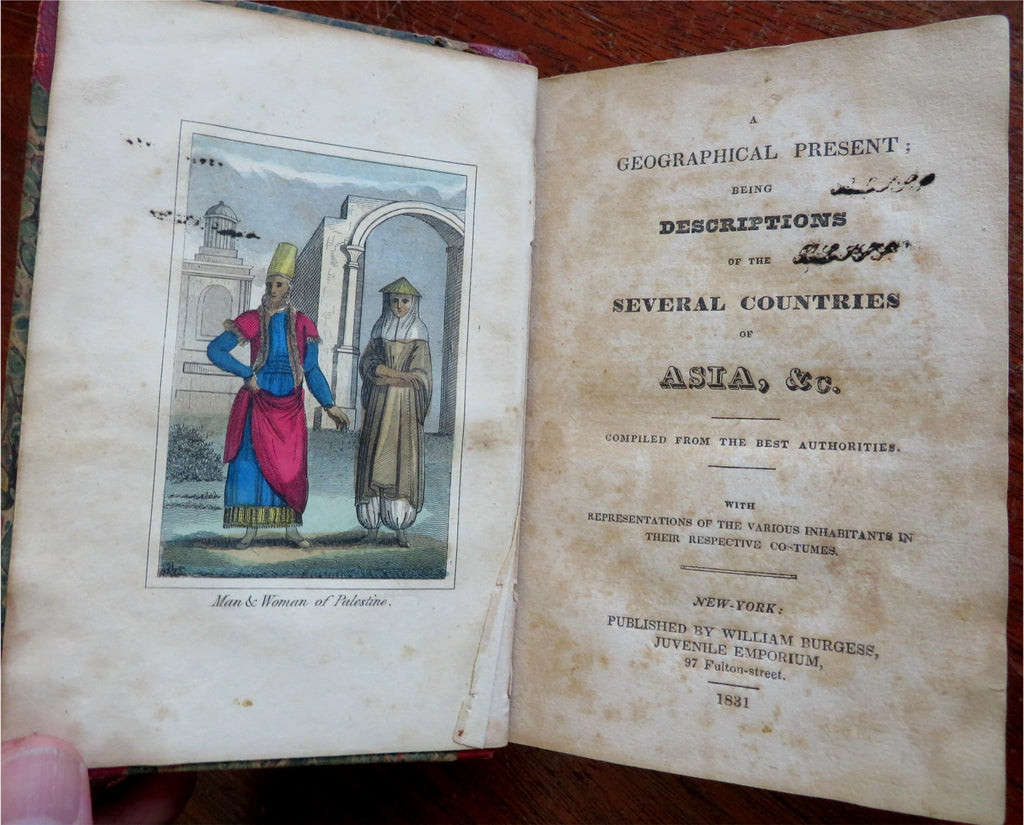 Man & Woman of Palestine.
A
GEOGRAPHICAL PRESENT;
BEING
DESCRIPTIONS
OF THE
SEVERAL COUNTRIES
OF
ASIA, &c.
COMPILED FROM THE BEST AUTHORITIES.
WITH
REPRESENTATIONS OF THE VARIOUS INHABITANTS IN
THEIR RESPECTIVE COSTUMES.
NEW-YORK:
PUBLISHED BY WILLIAM BURGESS,
JUVENILE EMPORIUM,
97 Fulton-street.
1831